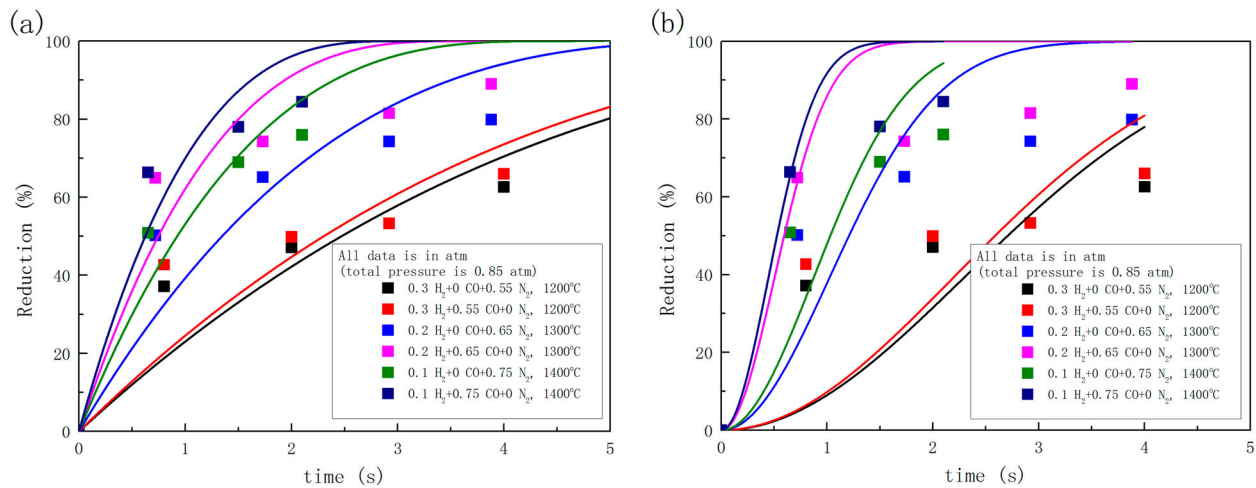 (a)
100
80
60
40
20
0
Reduction (%)
0 1 2 3 4 5
time (s)
All data is in atm
(total pressure is 0.85 atm)
0.3 H₂+0 CO+0.55 N₂, 1200℃
0.3 H₂+0.55 CO+0 N₂, 1200℃
0.2 H₂+0 CO+0.65 N₂, 1300℃
0.2 H₂+0.65 CO+0 N₂, 1300℃
0.1 H₂+0 CO+0.75 N₂, 1400℃
0.1 H₂+0.75 CO+0 N₂, 1400℃
(b)
100
80
60
40
20
0
Reduction (%)
0 1 2 3 4 5
time (s)
All data is in atm
(total pressure is 0.85 atm)
0.3 H₂+0 CO+0.55 N₂, 1200℃
0.3 H₂+0.55 CO+0 N₂, 1200℃
0.2 H₂+0 CO+0.65 N₂, 1300℃
0.2 H₂+0.65 CO+0 N₂, 1300℃
0.1 H₂+0 CO+0.75 N₂, 1400℃
0.1 H₂+0.75 CO+0 N₂, 1400℃